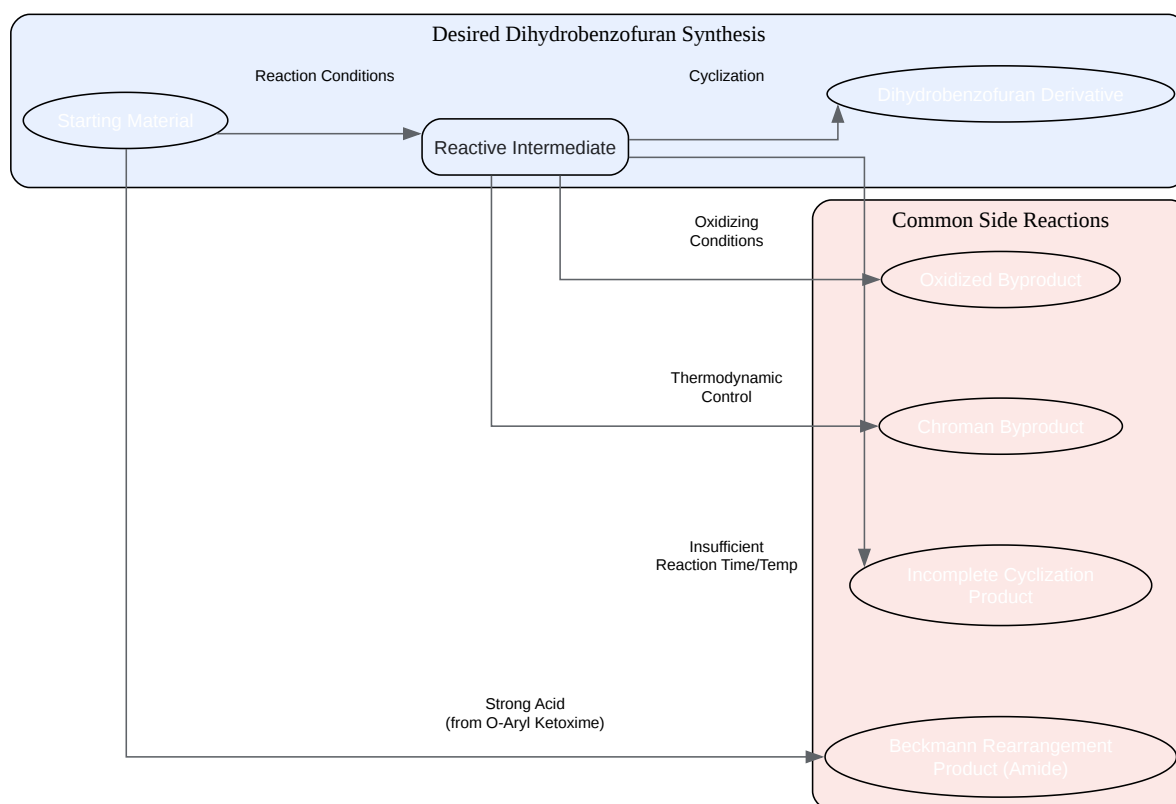 Desired Dihydrobenzofuran Synthesis
Reaction Conditions
Cyclization
Starting Material
Dihydrobenzofuran Derivative
Reactive Intermediate
Common Side Reactions
Oxidizing
Conditions
Oxidized Byproduct
Thermodynamic
Control
Chroman Byproduct
Insufficient
Reaction Time/Temp
Incomplete Cyclization
Product
Strong Acid
(from O-Aryl Ketoxime)
Beckmann Rearrangement
Product (Amide)